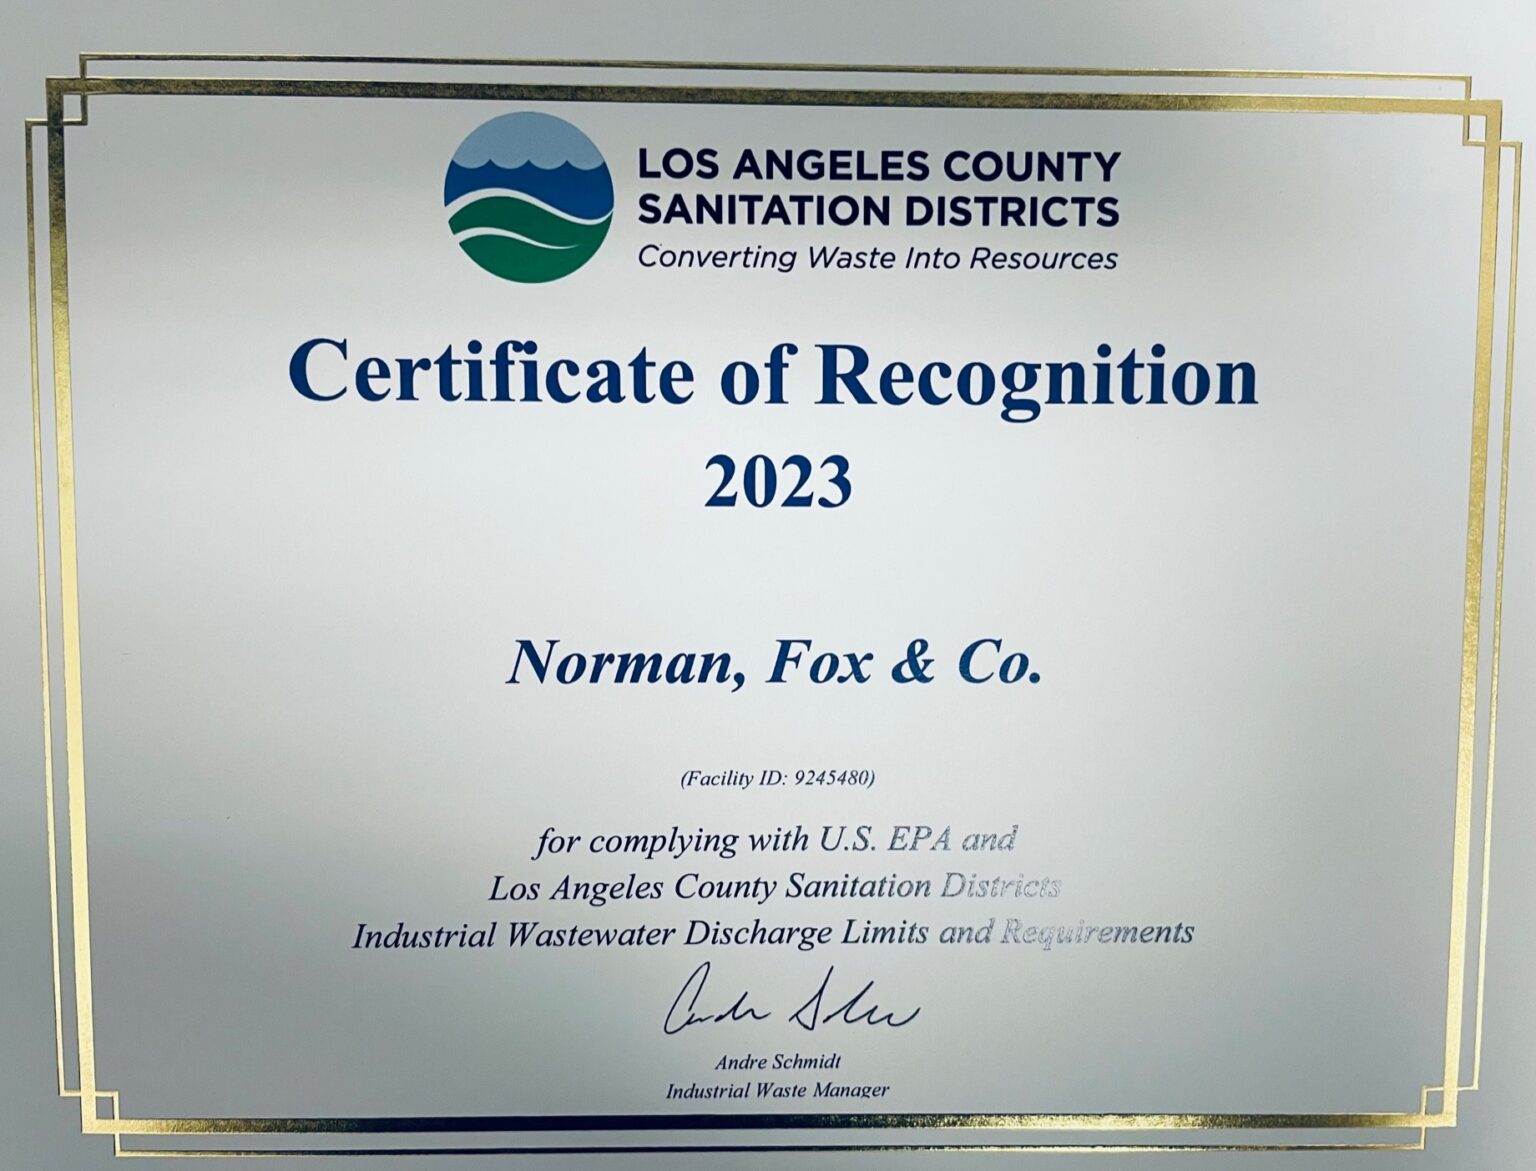 LOS ANGELES COUNTY
SANITATION DISTRICTS
Converting Waste Into Resources
Certificate of Recognition
2023
Norman, Fox & Co.
(Facility ID: 9245480)
for complying with U.S. EPA and
Los Angeles County Sanitation Districts
Industrial Wastewater Discharge Limits and Requirements
Andre Schmidt
Industrial Waste Manager